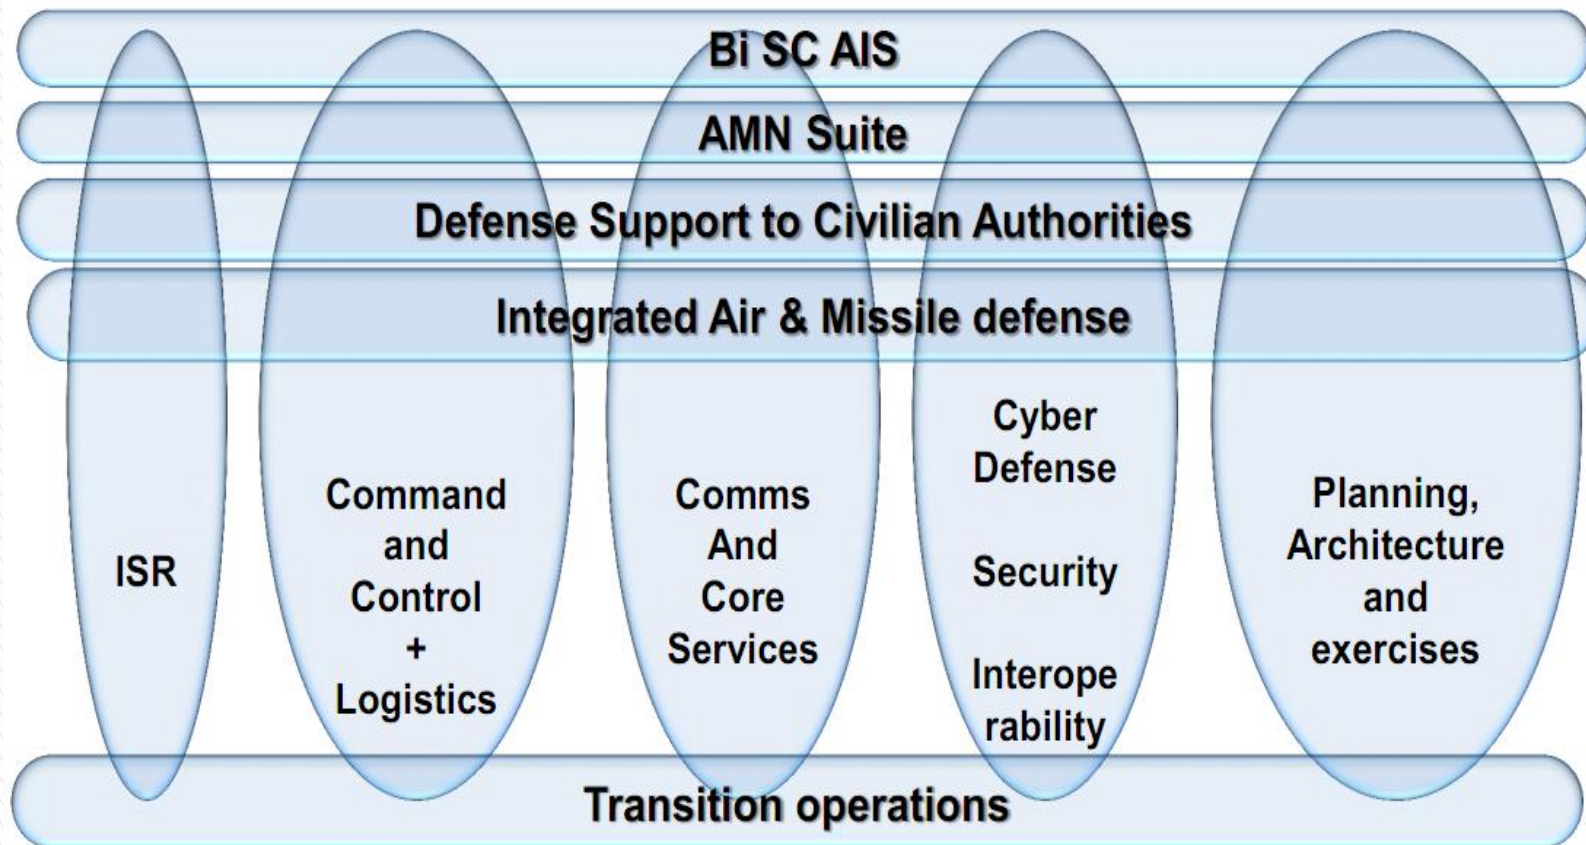 Bi SC AIS
AMN Suite
Defense Support to Civilian Authorities
Integrated Air & Missile defense
ISR
Command
and
Control
+
Logistics
Comms
And
Core
Services
Cyber
Defense
Security
Interope
rability
Planning,
Architecture
and
exercises
Transition operations